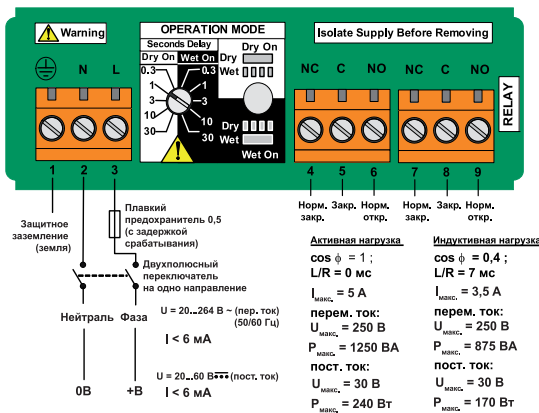 Warning
OPERATION MODE
Isolate Supply Before Removing
Seconds Delay
Dry On
Wet On
Dry On
Dry
Wet
0.3
0.3
1
1
3
3
10
10
30
30
Dry
Wet
Wet On
N
L
NC
C
NO
NC
C
NO
RELAY
1
2
3
4
5
6
7
8
9
Защитное
заземление
(земля)
Плавкий
предохранитель 0,5
(с задержкой
срабатывания)
Двухполюсный
переключатель
на одно направление
Нейтраль
Фаза
U = 20...264 В ~ (пер. ток)
(50/60 Гц)
I < 6 мА
U = 20...60 В (пост. ток)
I < 6 мА
0В
+В
Норм.
закр.
Закр.
Норм.
откр.
Норм.
закр.
Закр.
Норм.
откр.
Активная нагрузка
cos ϕ = 1 ;
L/R = 0 мс
Iмакс. = 5 А
перем. ток:
Uмакс. = 250 В
Pмакс. = 1250 ВА
пост. ток:
Uмакс. = 30 В
Pмакс. = 240 Вт
Индуктивная нагрузка
cos ϕ = 0,4 ;
L/R = 7 мс
Iмакс. = 3,5 А
перем. ток:
Uмакс. = 250 В
Pмакс. = 875 ВА
пост. ток:
Uмакс. = 30 В
Pмакс. = 170 Вт